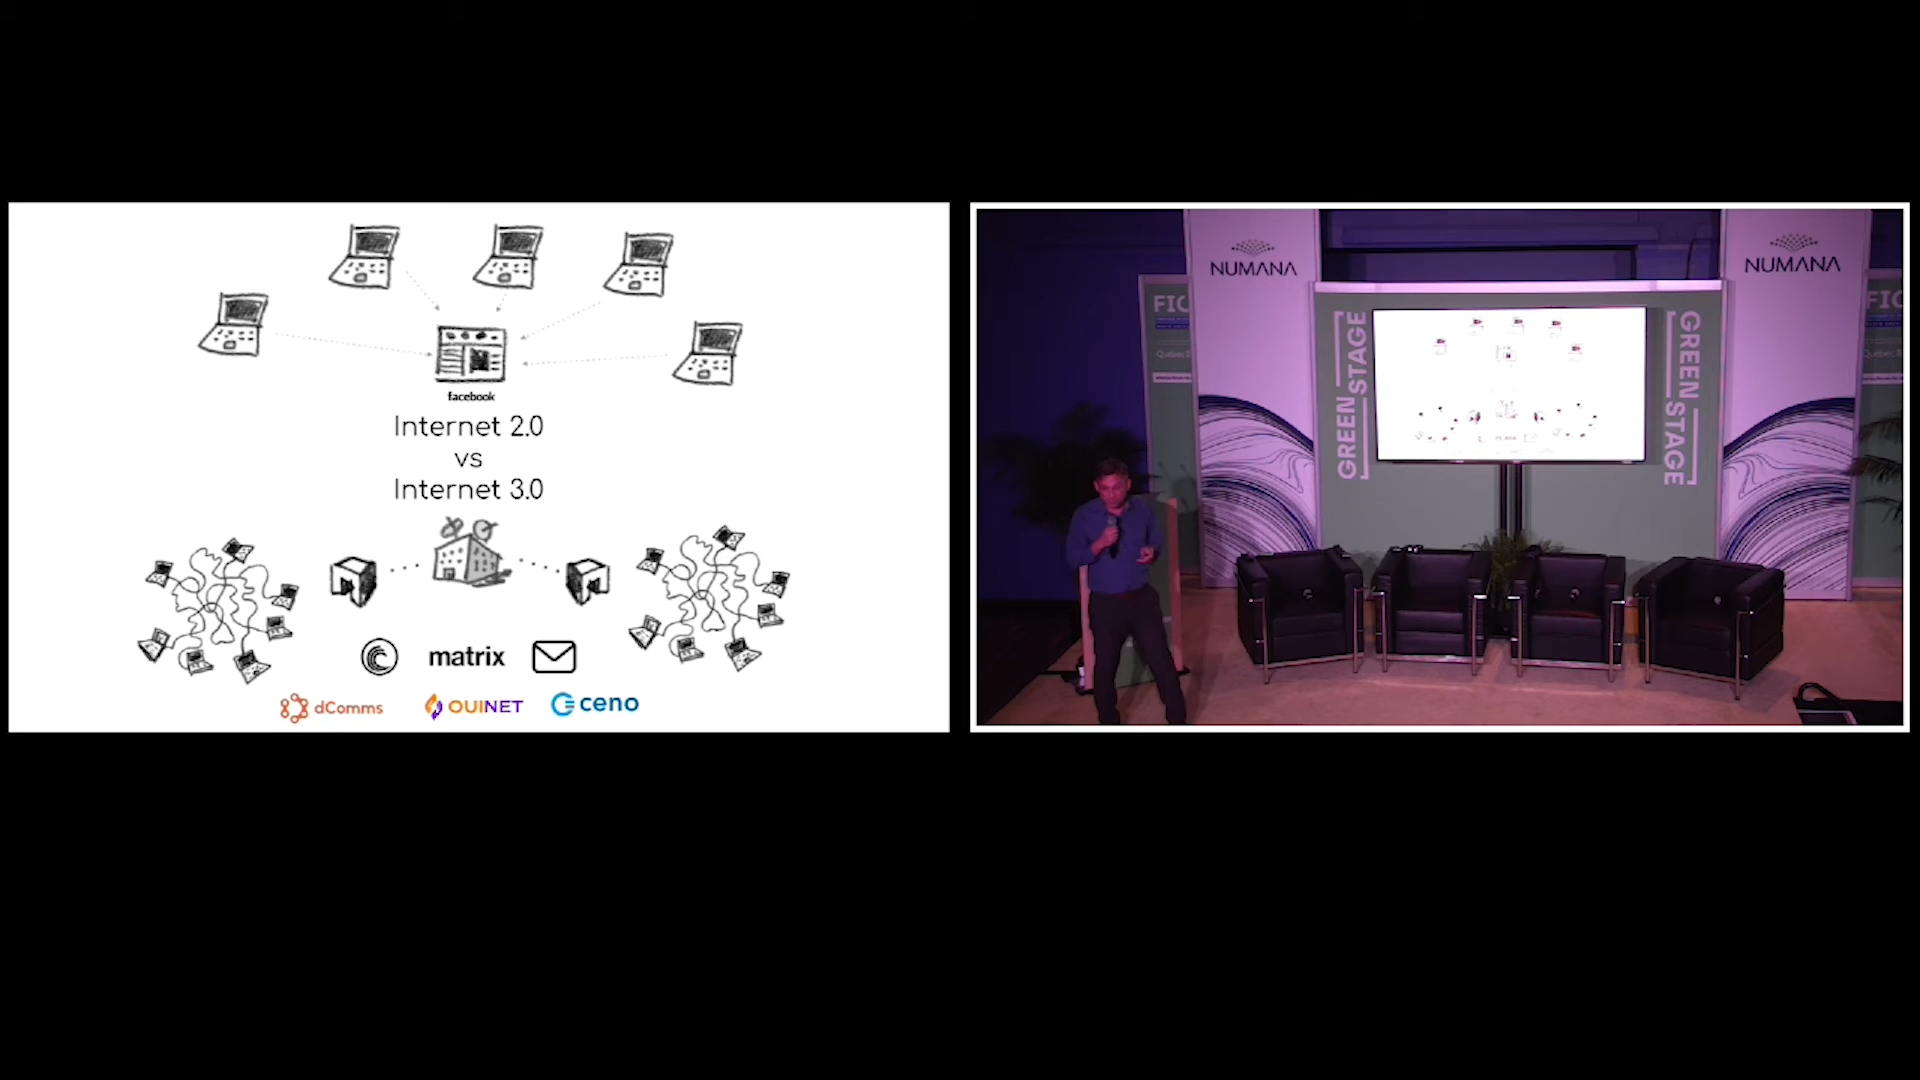 facebook
Internet 2.0
vs
Internet 3.0
matrix
dComms
OUINET
ceno
NUMANA
NUMANA
FIC
FIC
Québec
GREEN
STAGE
GREEN
STAGE